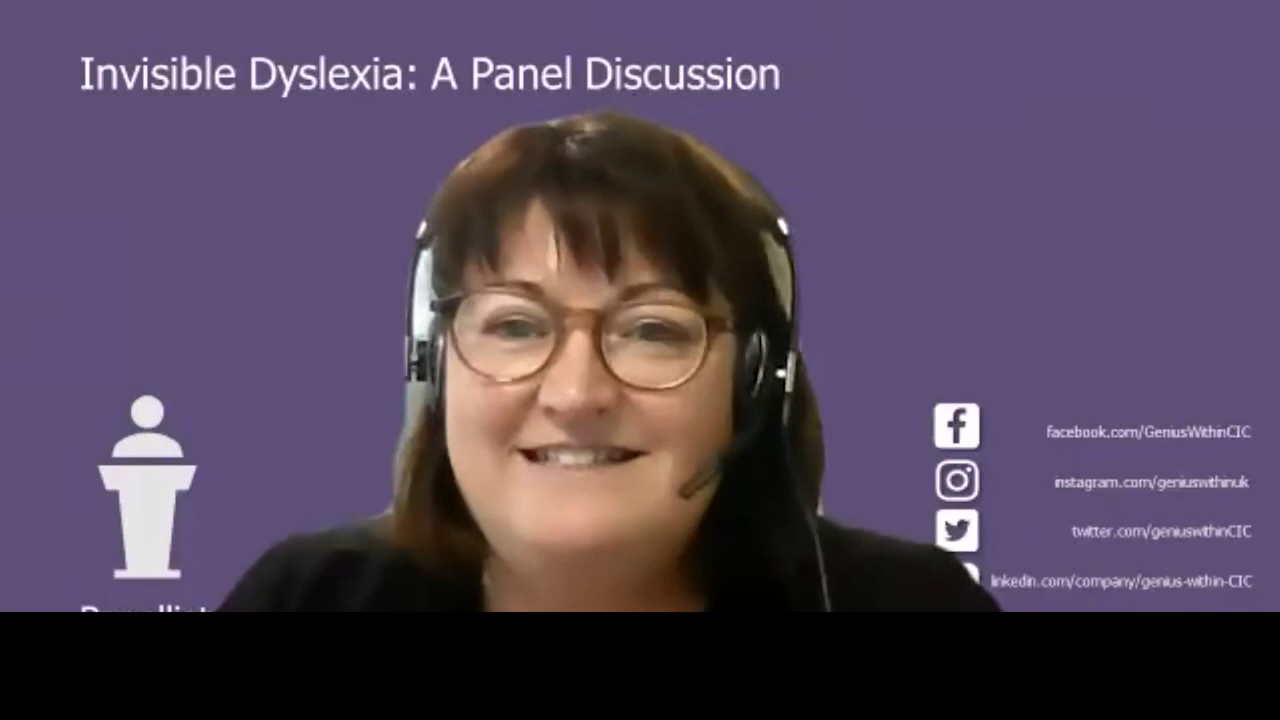 Invisible Dyslexia: A Panel Discussion
facebook.com/GeniusWithinCIC
instagram.com/geniuswithinuk
twitter.com/geniuswithinCIC
linkedin.com/company/genius-within-CIC